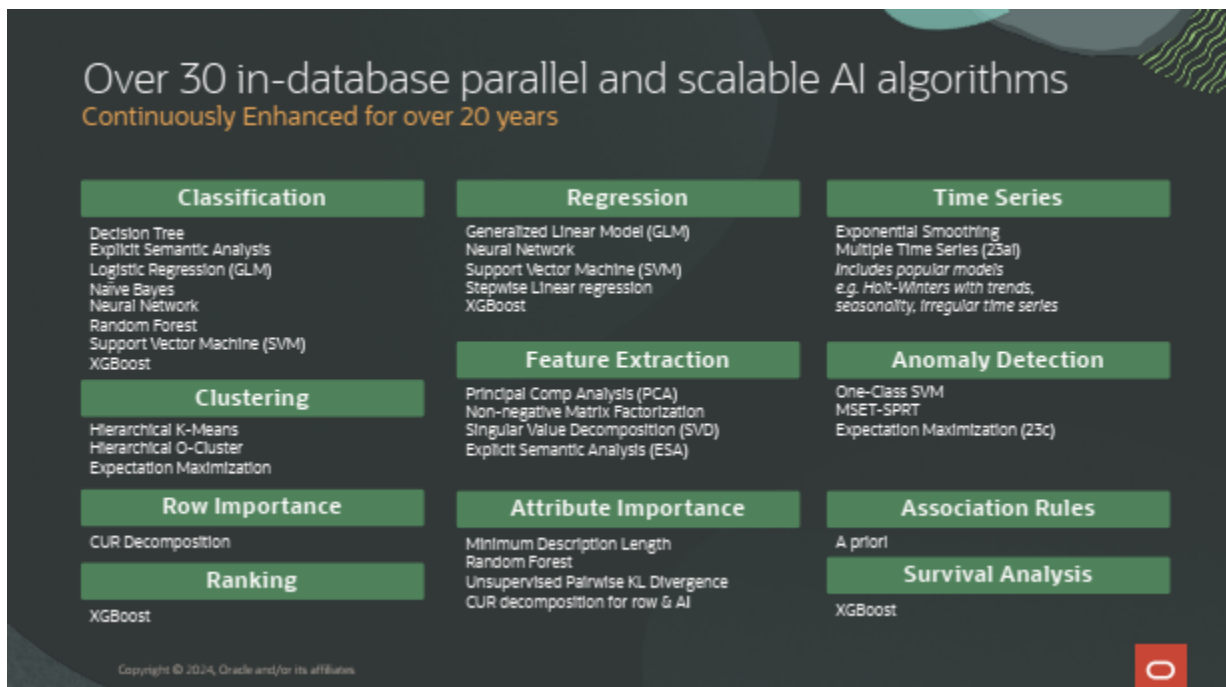 Over 30 in-database parallel and scalable AI algorithms
Continuously Enhanced for over 20 years
Classification
Decision Tree
Explicit Semantic Analysis
Logistic Regression (GLM)
Naïve Bayes
Neural Network
Random Forest
Support Vector Machine (SVM)
XGBoost
Clustering
Hierarchical K-Means
Hierarchical O-Cluster
Expectation Maximization
Row Importance
CUR Decomposition
Ranking
XGBoost
Regression
Generalized Linear Model (GLM)
Neural Network
Support Vector Machine (SVM)
Stepwise Linear regression
XGBoost
Feature Extraction
Principal Comp Analysis (PCA)
Non-negative Matrix Factorization
Singular Value Decomposition (SVD)
Explicit Semantic Analysis (ESA)
Attribute Importance
Minimum Description Length
Random Forest
Unsupervised Pairwise KL Divergence
CUR decomposition for row & AI
Time Series
Exponential Smoothing
Multiple Time Series (23ai)
Includes popular models
e.g. Holt-Winters with trends,
seasonality, irregular time series
Anomaly Detection
One-Class SVM
MSET-SPRT
Expectation Maximization (23c)
Association Rules
A priori
Survival Analysis
XGBoost
Copyright © 2024, Oracle and/or its affiliates